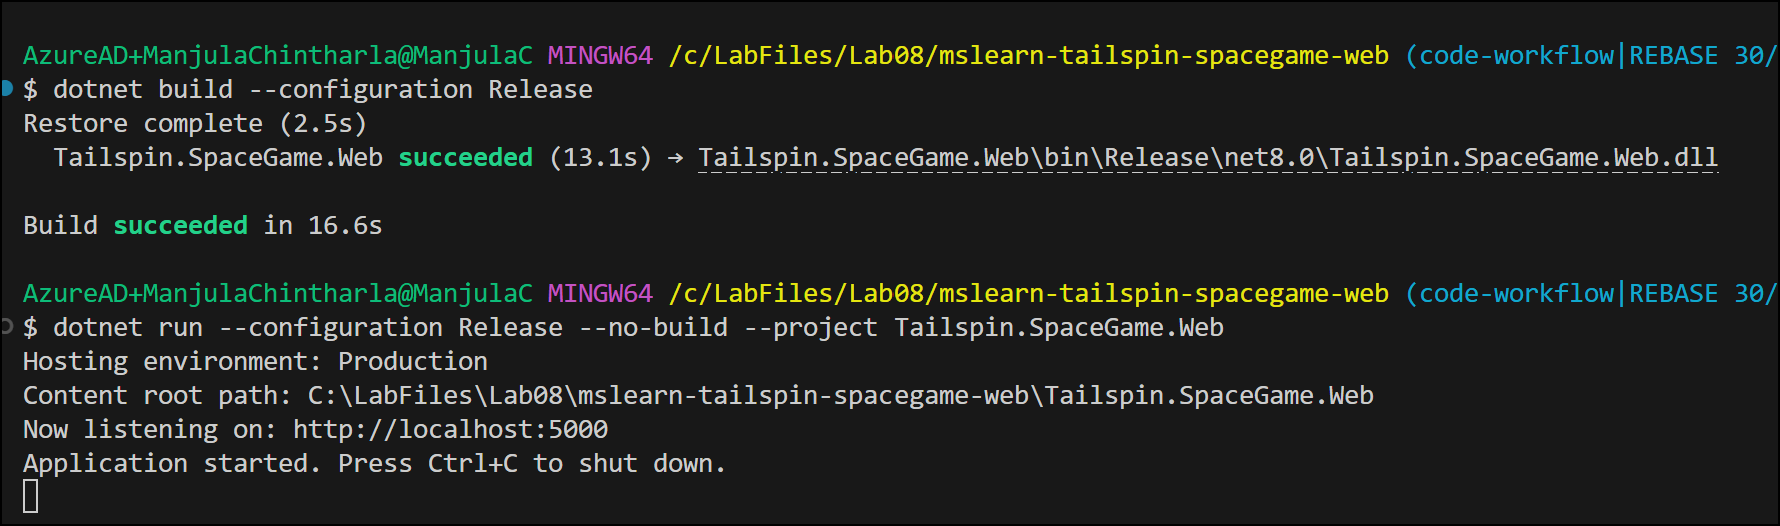 AzureAD+ManjulaChintharla@ManjulaC MINGW64 /c/LabFiles/Lab08/mslearn-tailspin-spacegame-web (code-workflow|REBASE 30/
$ dotnet build --configuration Release
Restore complete (2.5s)
  Tailspin.SpaceGame.Web succeeded (13.1s) → Tailspin.SpaceGame.Web\bin\Release\net8.0\Tailspin.SpaceGame.Web.dll
Build succeeded in 16.6s
AzureAD+ManjulaChintharla@ManjulaC MINGW64 /c/LabFiles/Lab08/mslearn-tailspin-spacegame-web (code-workflow|REBASE 30/
$ dotnet run --configuration Release --no-build --project Tailspin.SpaceGame.Web
Hosting environment: Production
Content root path: C:\LabFiles\Lab08\mslearn-tailspin-spacegame-web\Tailspin.SpaceGame.Web
Now listening on: http://localhost:5000
Application started. Press Ctrl+C to shut down.